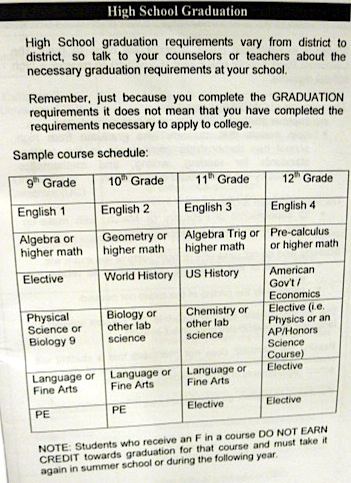 High School Graduation
High School graduation requirements vary from district to
district, so talk to your counselors or teachers about the
necessary graduation requirements at your school.
Remember, just because you complete the GRADUATION
requirements it does not mean that you have completed the
requirements necessary to apply to college.
Sample course schedule:
9th Grade 10th Grade 11th Grade 12th Grade
English 1 English 2 English 3 English 4
Algebra or Geometry or Algebra Trig or Pre-calculus
higher math higher math higher math or higher math
Elective World History US History American
Gov't /
Economics
Physical Biology or Chemistry or Elective (i.e.
Science or other lab other lab Physics or an
Biology 9 science science AP/Honors
Science
Course)
Language or Language or Language or Elective
Fine Arts Fine Arts Fine Arts
PE PE Elective Elective
NOTE: Students who receive an F in a course DO NOT EARN
CREDIT towards graduation for that course and must take it
again in summer school or during the following year.